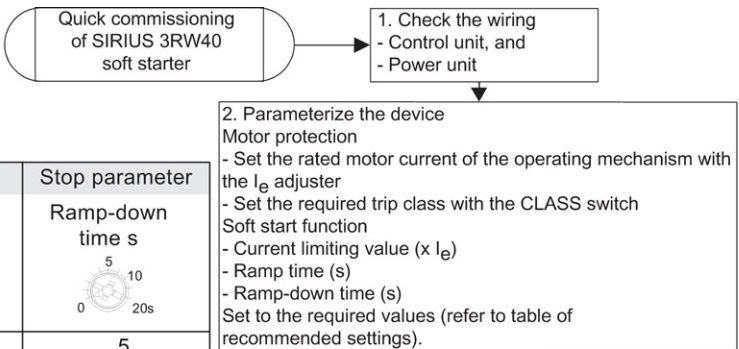 Quick commissioning
of SIRIUS 3RW40
soft starter
1. Check the wiring
- Control unit, and
- Power unit
2. Parameterize the device
Motor protection
- Set the rated motor current of the operating mechanism with
the Ie adjuster
- Set the required trip class with the CLASS switch
Soft start function
- Current limiting value (x Ie)
- Ramp time (s)
- Ramp-down time (s)
Set to the required values (refer to table of
recommended settings).
Stop parameter
Ramp-down
time s
5
10
0
20s
5